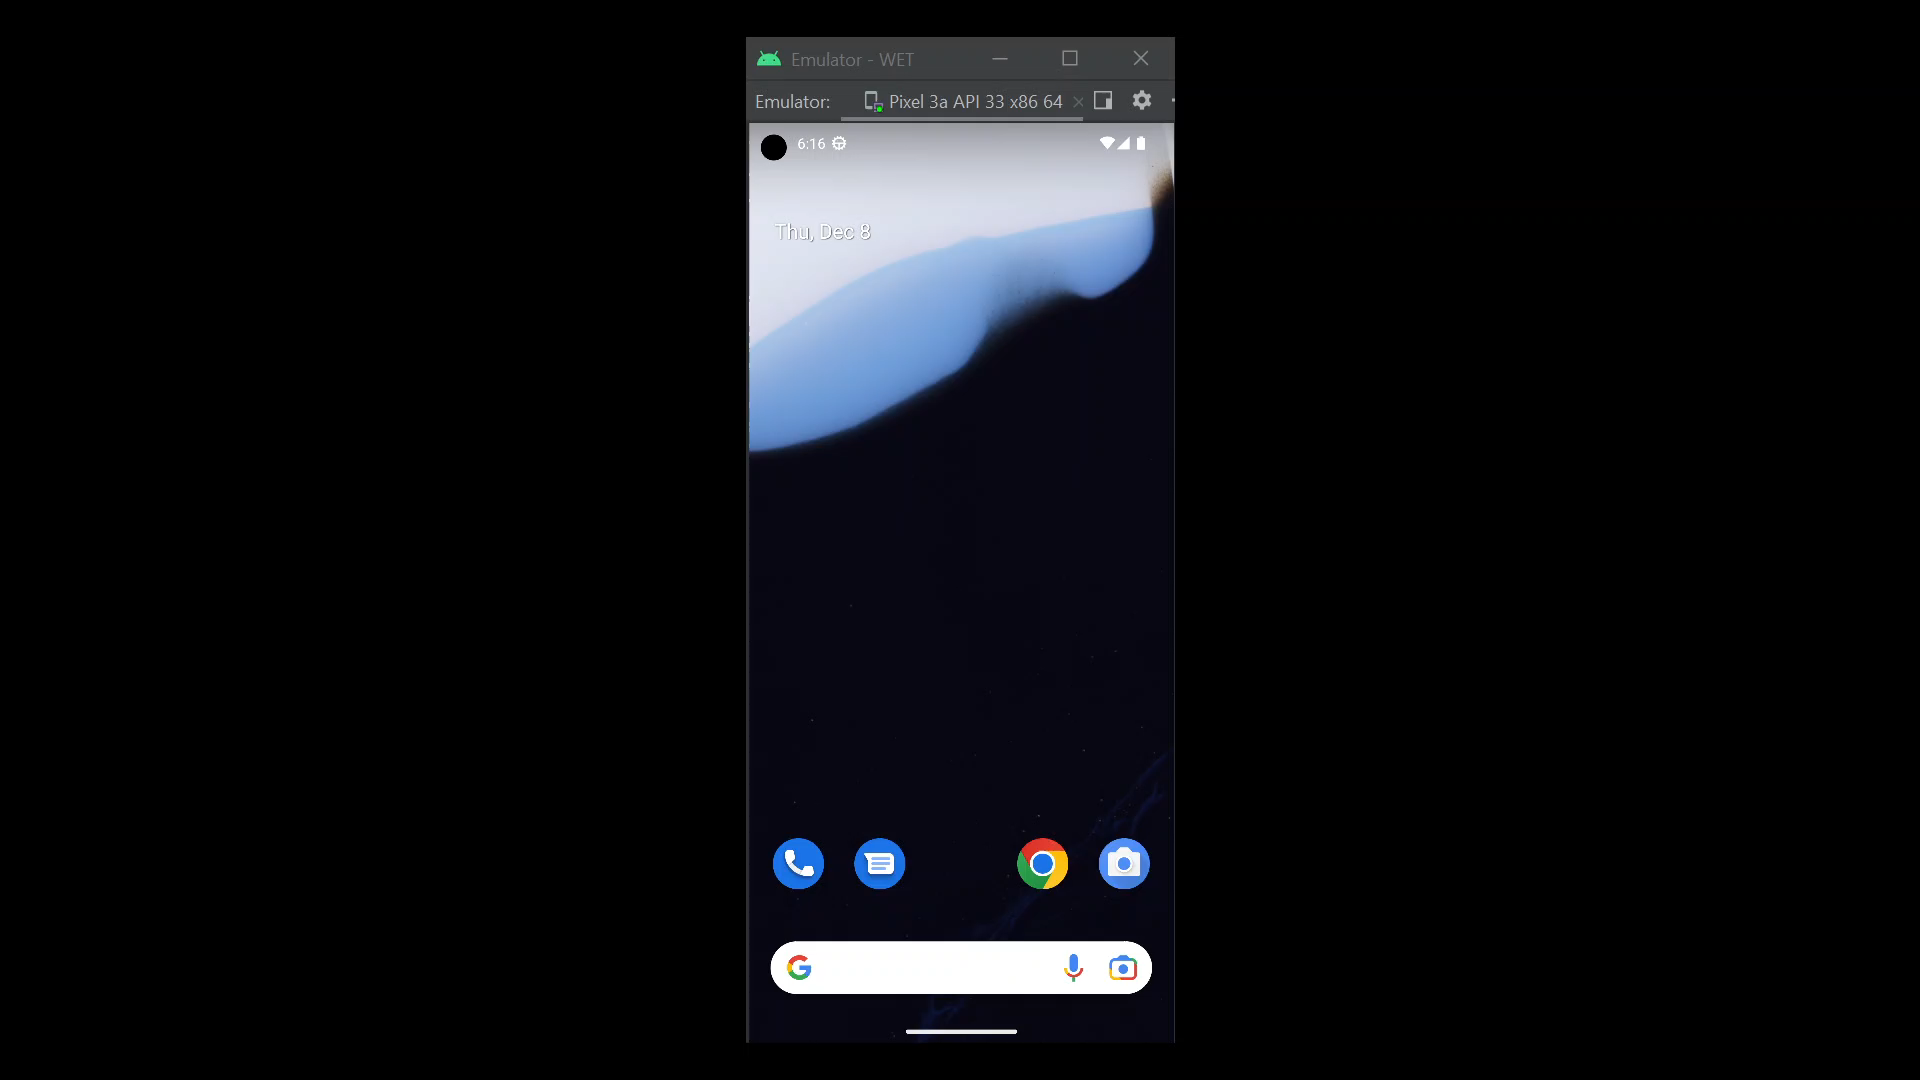 Emulator - WET
Emulator: Pixel 3a API 33 x86 64
6:16
Thu, Dec 8